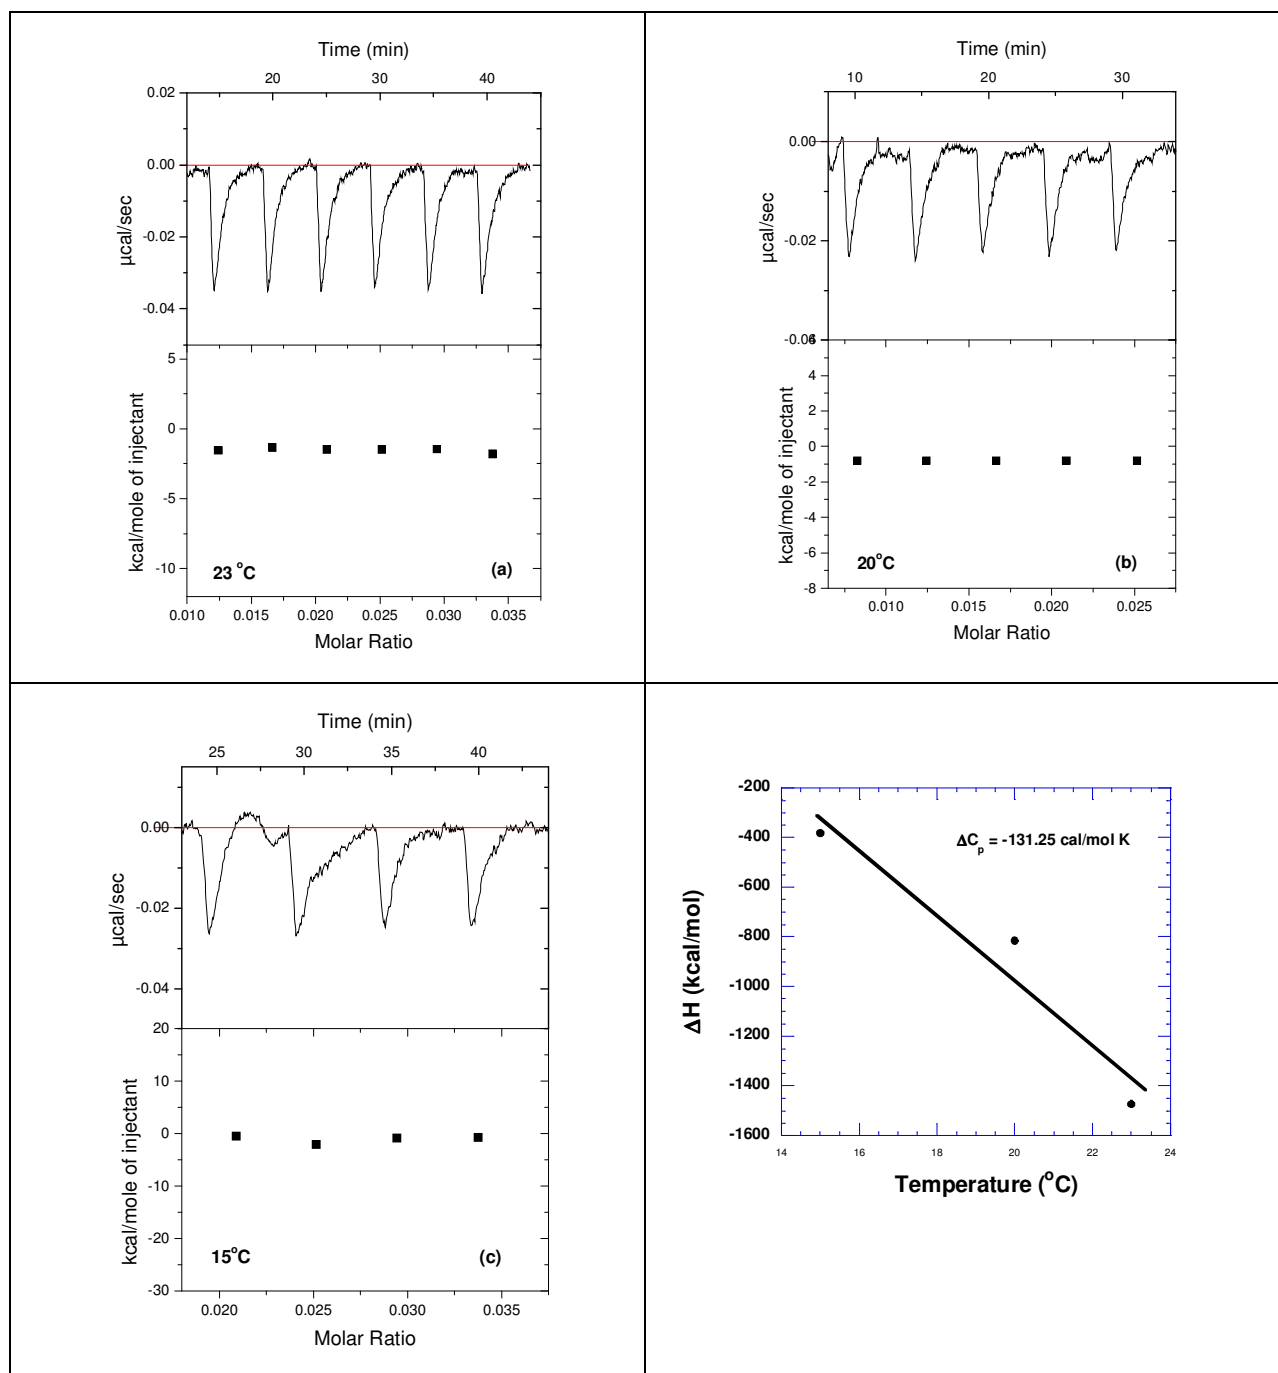 Time (min)
20 30 40
0.02
0.00
-0.02
-0.04
µcal/sec
5
0
-5
-10
kcal/mole of injectant
23 °C (a)
0.010 0.015 0.020 0.025 0.030 0.035
Molar Ratio
Time (min)
10 20 30
0.00
-0.02
µcal/sec
4
2
0
-2
-4
-6
-8
kcal/mole of injectant
20°C (b)
0.010 0.015 0.020 0.025
Molar Ratio
Time (min)
25 30 35 40
0.00
-0.02
-0.04
µcal/sec
20
10
0
-10
-20
-30
kcal/mole of injectant
15°C (c)
0.020 0.025 0.030 0.035
Molar Ratio
-200
-400
-600
-800
-1000
-1200
-1400
-1600
ΔCp = -131.25 cal/mol K
ΔH (kcal/mol)
14 16 18 20 22 24
Temperature (°C)